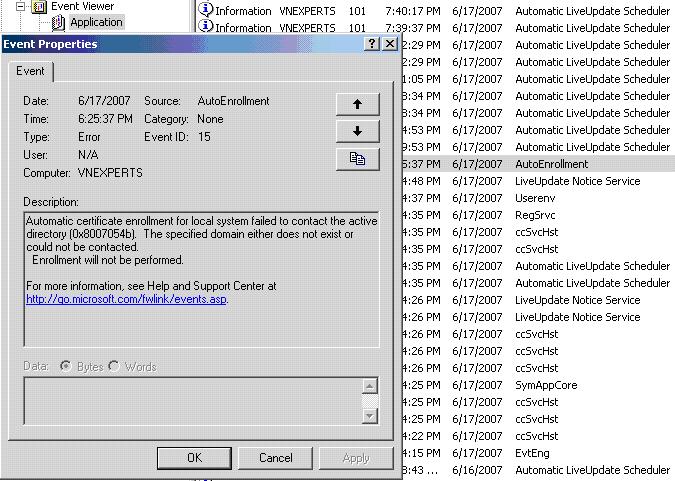 Event Viewer
Application
Information VNEXPERTS 101 7:40:17 PM 6/17/2007 Automatic LiveUpdate Scheduler
Information VNEXPERTS 101 7:39:37 PM 6/17/2007 Automatic LiveUpdate Scheduler
2:29 PM 6/17/2007 Automatic LiveUpdate Scheduler
2:29 PM 6/17/2007 Automatic LiveUpdate Scheduler
1:05 PM 6/17/2007 Automatic LiveUpdate Scheduler
8:34 PM 6/17/2007 Automatic LiveUpdate Scheduler
8:34 PM 6/17/2007 Automatic LiveUpdate Scheduler
4:53 PM 6/17/2007 Automatic LiveUpdate Scheduler
4:53 PM 6/17/2007 Automatic LiveUpdate Scheduler
5:37 PM 6/17/2007 AutoEnrollment
4:48 PM 6/17/2007 LiveUpdate Notice Service
4:37 PM 6/17/2007 Userenv
4:35 PM 6/17/2007 RegSrvc
4:35 PM 6/17/2007 ccSvcHst
4:35 PM 6/17/2007 ccSvcHst
4:35 PM 6/17/2007 Automatic LiveUpdate Scheduler
4:35 PM 6/17/2007 Automatic LiveUpdate Scheduler
4:26 PM 6/17/2007 LiveUpdate Notice Service
4:26 PM 6/17/2007 LiveUpdate Notice Service
4:26 PM 6/17/2007 ccSvcHst
4:26 PM 6/17/2007 ccSvcHst
4:26 PM 6/17/2007 ccSvcHst
4:25 PM 6/17/2007 SymAppCore
4:25 PM 6/17/2007 ccSvcHst
4:25 PM 6/17/2007 ccSvcHst
4:22 PM 6/17/2007 ccSvcHst
4:15 PM 6/17/2007 EvtEng
8:43 ... 6/16/2007 Automatic LiveUpdate Scheduler
Event Properties
Event
Date: 6/17/2007 Source: AutoEnrollment
Time: 6:25:37 PM Category: None
Type: Error Event ID: 15
User: N/A
Computer: VNEXPERTS
Description:
Automatic certificate enrollment for local system failed to contact the active
directory (0x8007054b). The specified domain either does not exist or
could not be contacted.
Enrollment will not be performed.
For more information, see Help and Support Center at
http://go.microsoft.com/fwlink/events.asp.
Data: Bytes Words
OK Cancel Apply